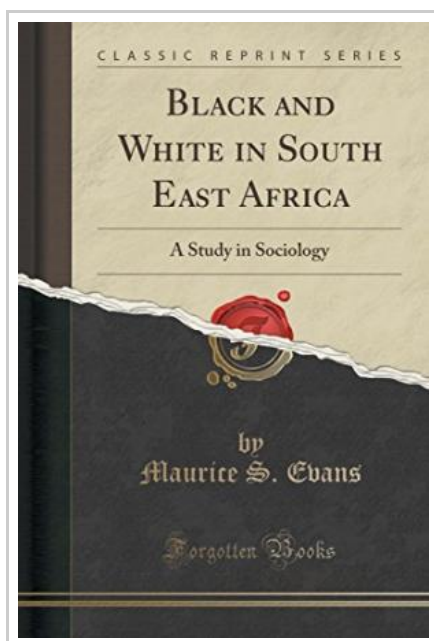 CLASSIC REPRINT SERIES
BLACK AND
WHITE IN SOUTH
EAST AFRICA
A Study in Sociology
F
by
Maurice S. Evans
Forgotten Books